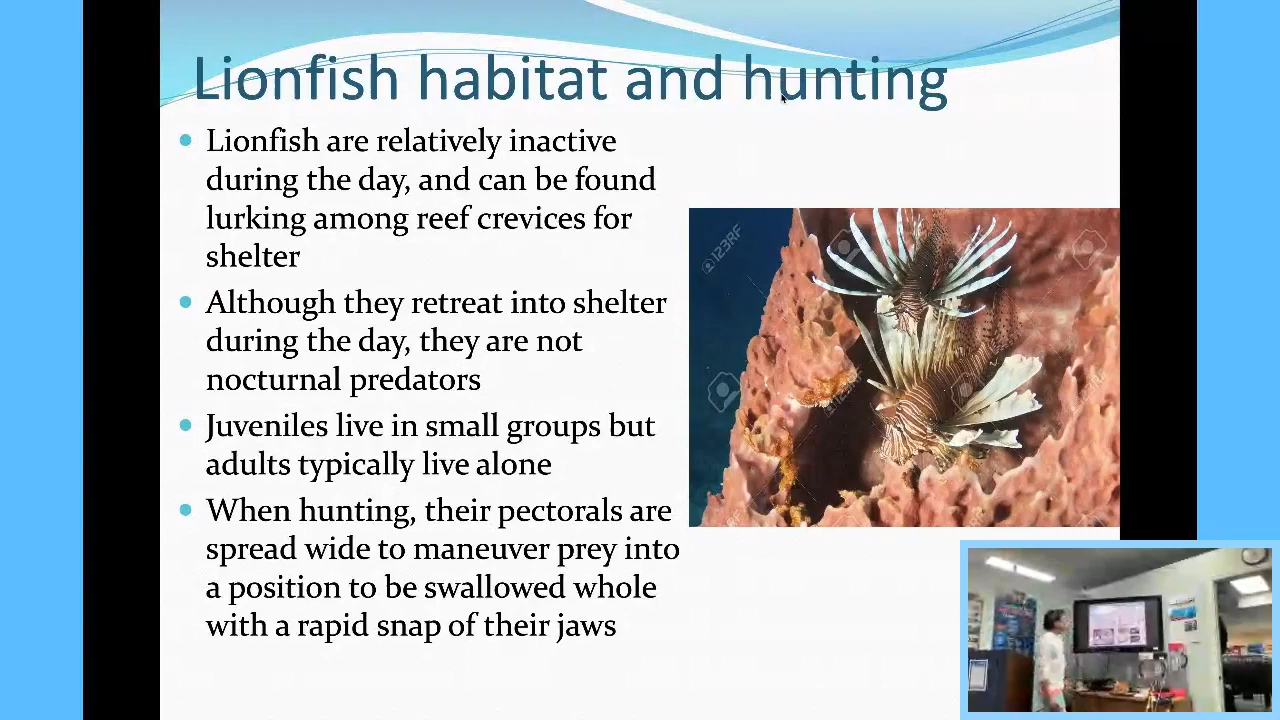 Lionfish habitat and hunting
Lionfish are relatively inactive
during the day, and can be found
lurking among reef crevices for
shelter
Although they retreat into shelter
during the day, they are not
nocturnal predators
Juveniles live in small groups but
adults typically live alone
When hunting, their pectorals are
spread wide to maneuver prey into
a position to be swallowed whole
with a rapid snap of their jaws
123RF